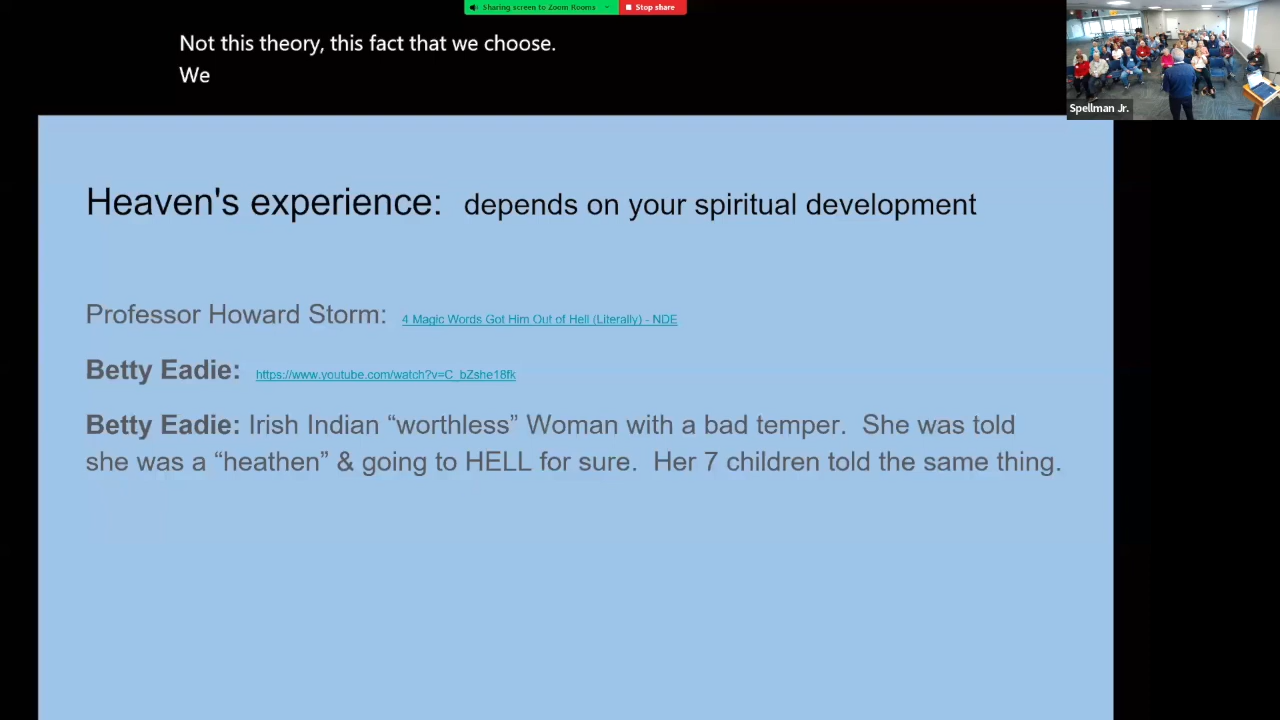 Sharing screen to Zoom Rooms
Stop share
Not this theory, this fact that we choose.
We
Spellman Jr.
Heaven's experience: depends on your spiritual development
Professor Howard Storm: 4 Magic Words Got Him Out of Hell (Literally) - NDE
Betty Eadie: https://www.youtube.com/watch?v=C_bZshe18fk
Betty Eadie: Irish Indian “worthless” Woman with a bad temper. She was told
she was a “heathen” & going to HELL for sure. Her 7 children told the same thing.